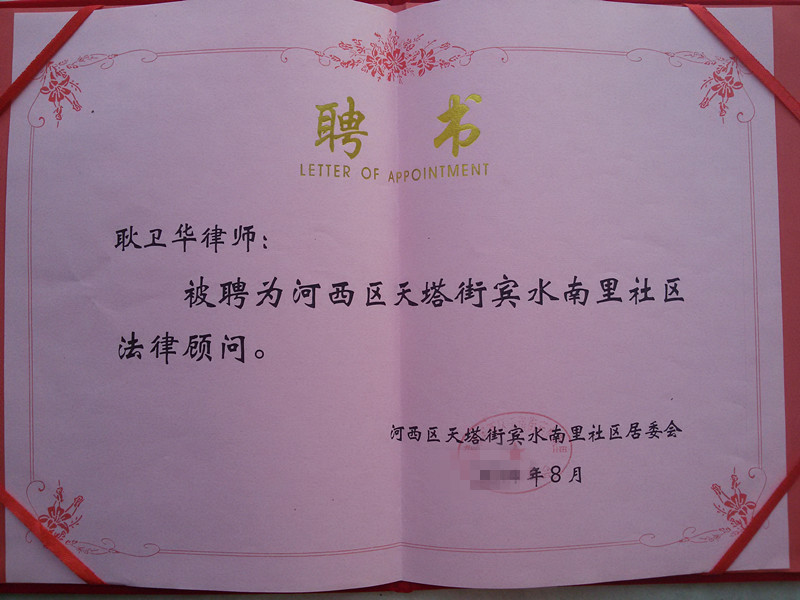 聘 书
LETTER OF APPOINTMENT
耿卫华律师：
被聘为河西区天塔街宾水南里社区
法律顾问。
河西区天塔街宾水南里社区居委会
年8月